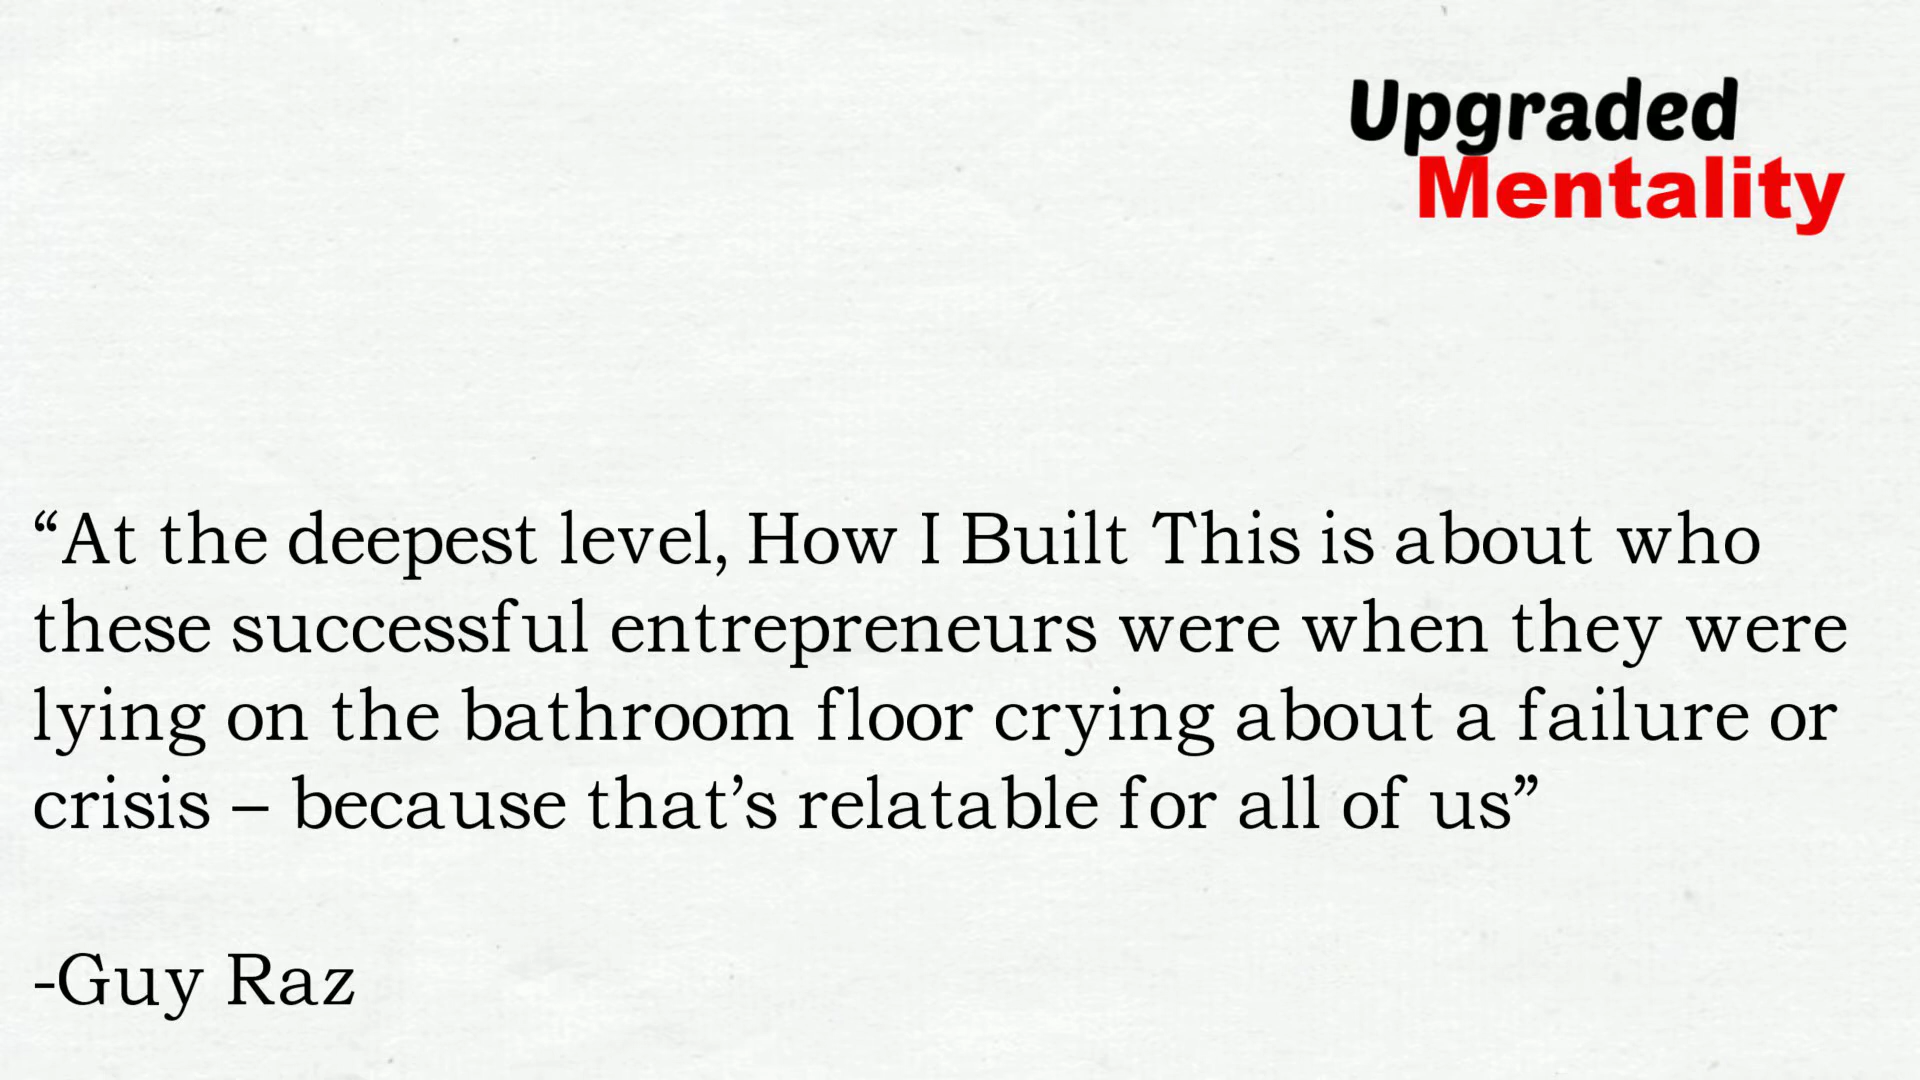 Upgraded
Mentality
“At the deepest level, How I Built This is about who
these successful entrepreneurs were when they were
lying on the bathroom floor crying about a failure or
crisis – because that’s relatable for all of us”
-Guy Raz